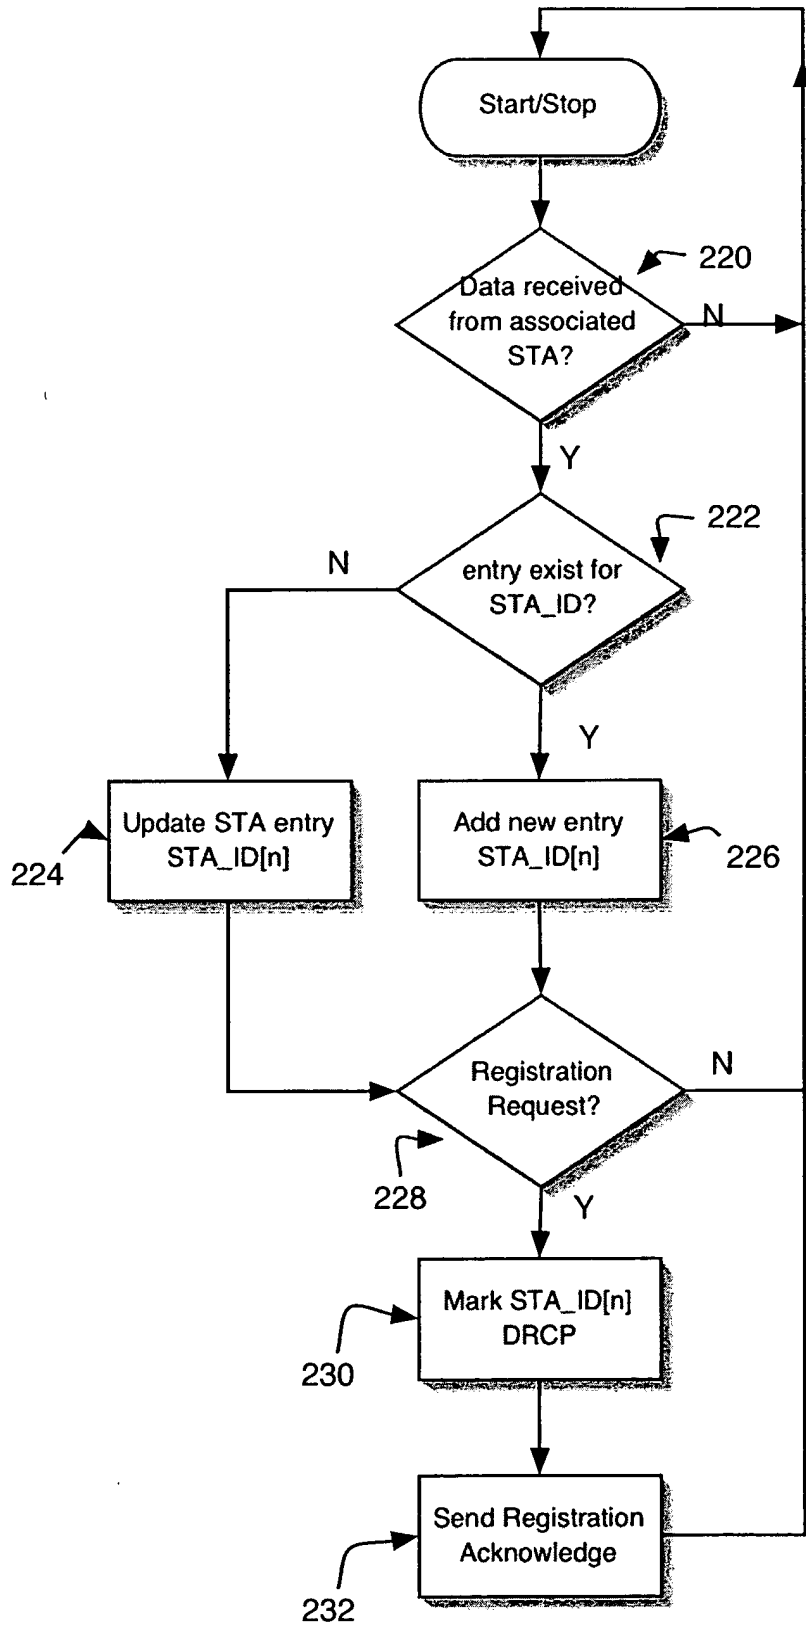 Start/Stop
220
Data received
from associated
STA?
N
Y
222
N
entry exist for
STA_ID?
Y
Update STA entry
STA_ID[n]
224
Add new entry
STA_ID[n]
226
Registration
Request?
N
228
Y
Mark STA_ID[n]
DRCP
230
Send Registration
Acknowledge
232